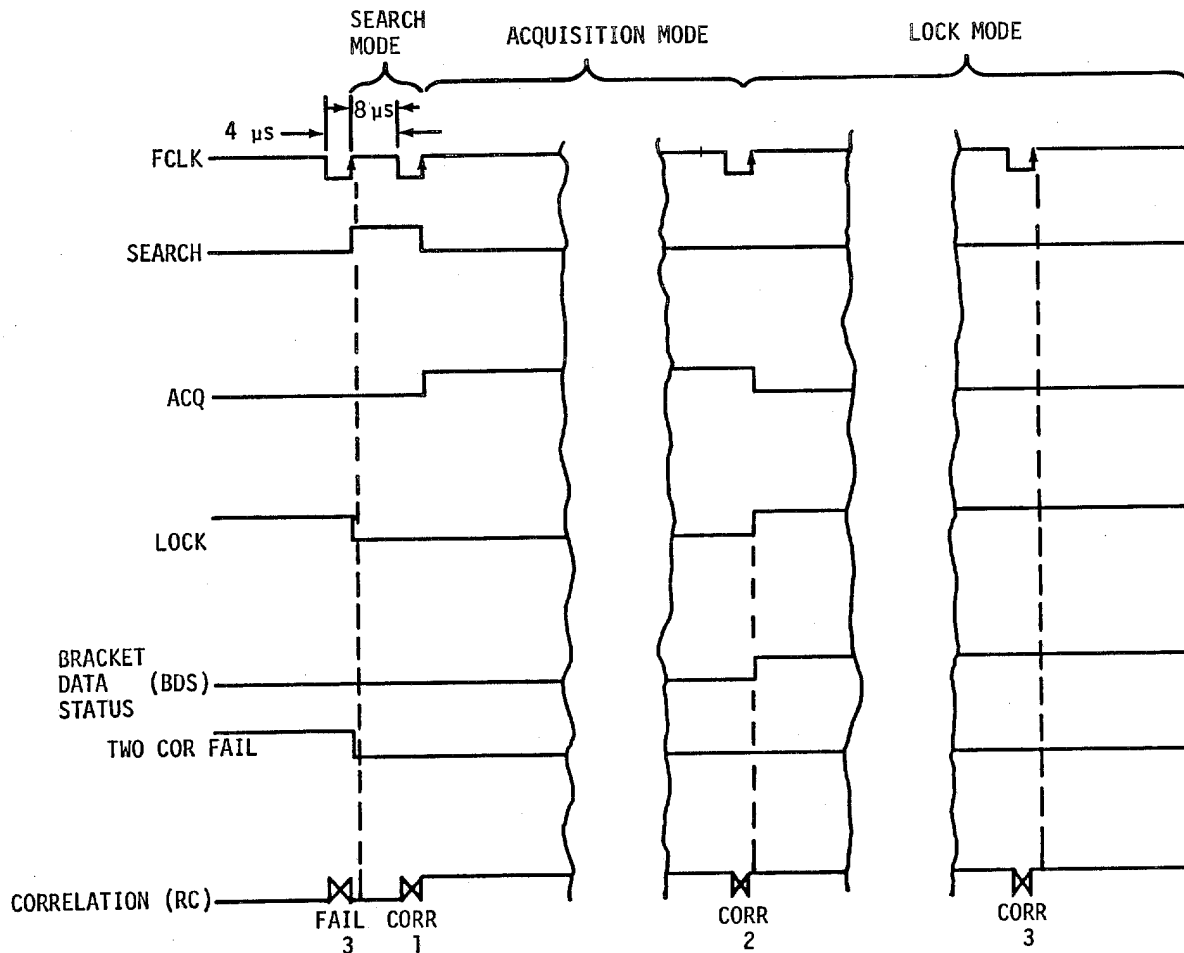 SEARCH
MODE
ACQUISITION MODE
LOCK MODE
8 μs
4 μs
FCLK
SEARCH
ACQ
LOCK
BRACKET
DATA (BDS)
STATUS
TWO COR FAIL
CORRELATION (RC)
FAIL
3
CORR
1
CORR
2
CORR
3